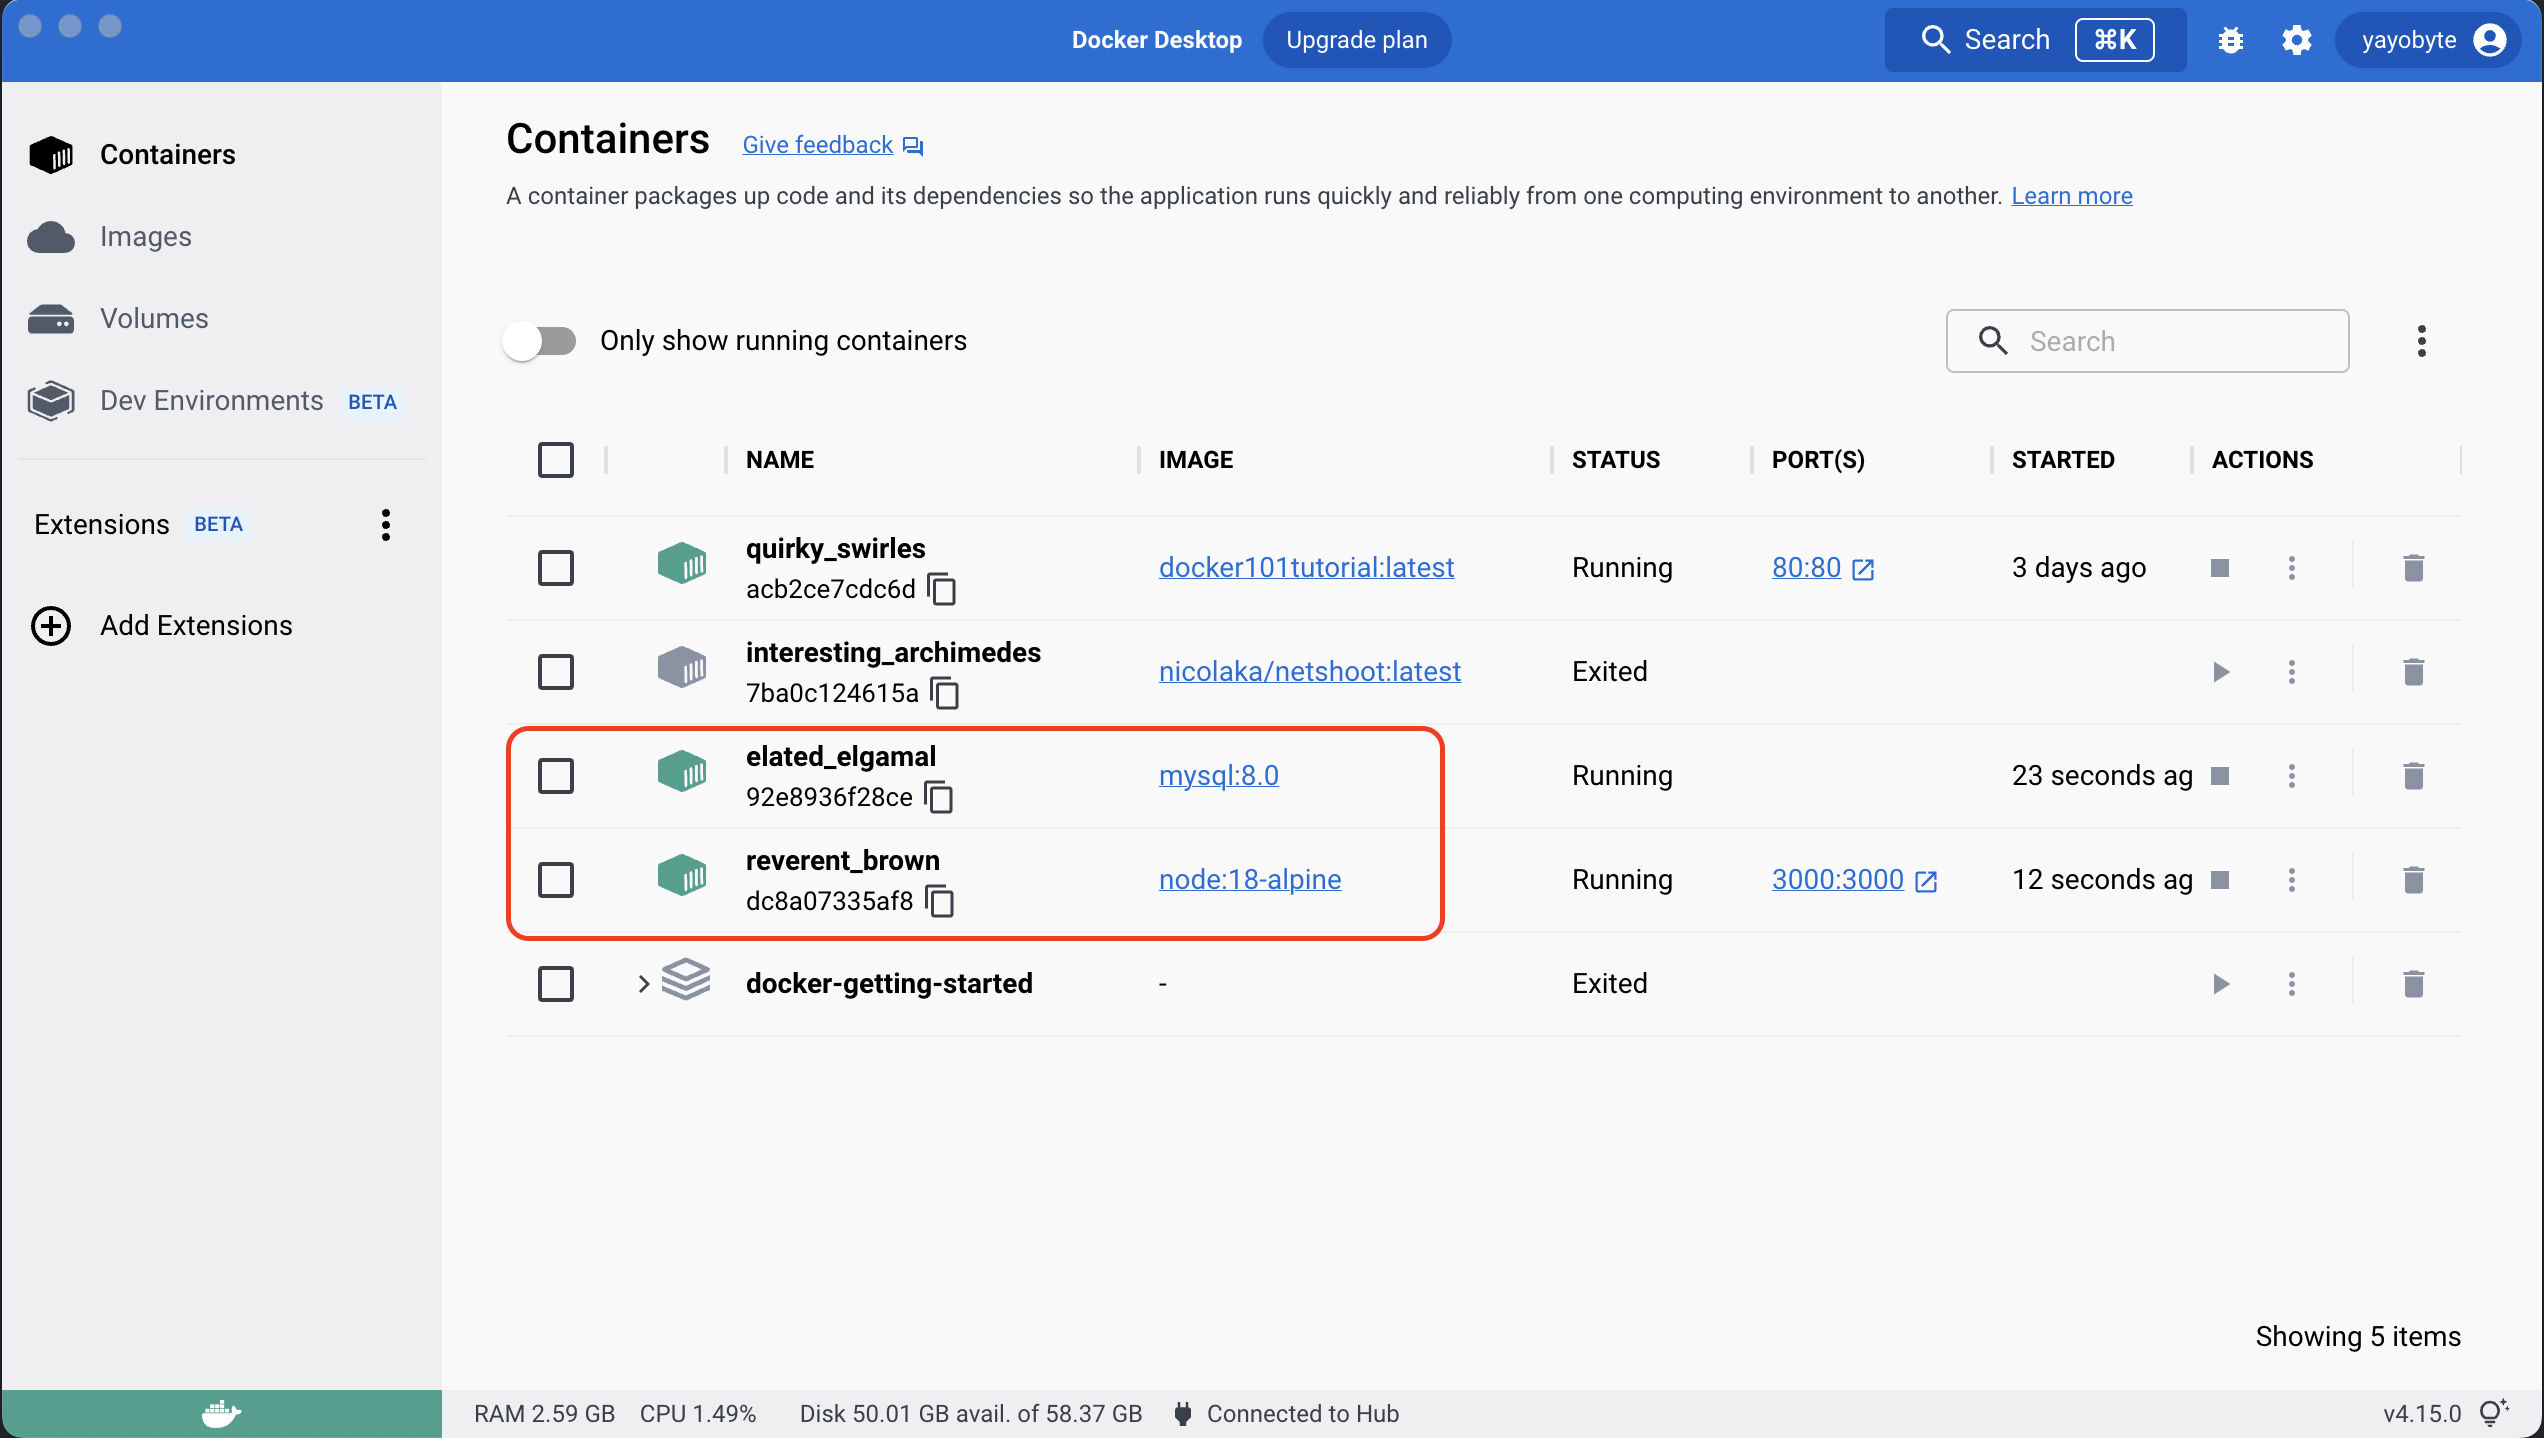 Docker Desktop Upgrade plan Search ⌘K yayobyte
Containers
Images
Volumes
Dev Environments BETA
Extensions BETA
Add Extensions
Containers Give feedback
A container packages up code and its dependencies so the application runs quickly and reliably from one computing environment to another. Learn more
Only show running containers Search
NAME IMAGE STATUS PORT(S) STARTED ACTIONS
quirky_swirles
acb2ce7cdc6d docker101tutorial:latest Running 80:80 3 days ago
interesting_archimedes
7ba0c124615a nicolaka/netshoot:latest Exited
elated_elgamal
92e8936f28ce mysql:8.0 Running 23 seconds ag
reverent_brown
dc8a07335af8 node:18-alpine Running 3000:3000 12 seconds ag
docker-getting-started - Exited
Showing 5 items
RAM 2.59 GB CPU 1.49% Disk 50.01 GB avail. of 58.37 GB Connected to Hub v4.15.0